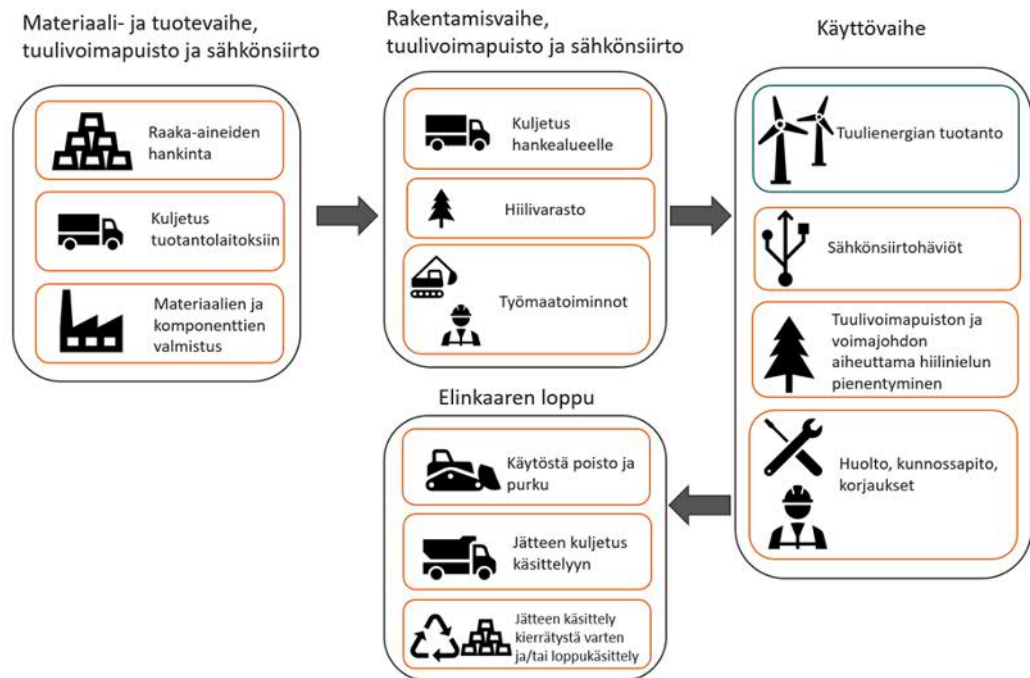 Materiaali- ja tuotevaihe,
tuulivoimapuisto ja sähkönsiirto
Raaka-aineiden
hankinta
Kuljetus
tuotantolaitoksiin
Materiaalien ja
komponenttien
valmistus
Rakentamisvaihe,
tuulivoimapuisto ja sähkönsiirto
Kuljetus
hankealueelle
Hiilivarasto
Työmaatoiminnot
Käyttövaihe
Tuulienergian tuotanto
Sähkönsiirtohäviöt
Tuulivoimapuiston ja
voimajohdon
aiheuttama hiilinielun
pienentyminen
Huolto, kunnossapito,
korjaukset
Elinkaaren loppu
Käytöstä poisto ja
purku
Jätteen kuljetus
käsittelyyn
Jätteen käsittely
kierrätystä varten
ja/tai loppukäsittely